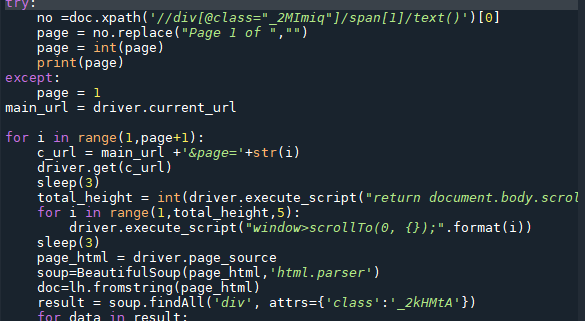 try:
    no =doc.xpath('//div[@class="_2MImiq"]/span[1]/text()')[0]
    page = no.replace("Page 1 of ","")
    page = int(page)
    print(page)
except:
    page = 1
main_url = driver.current_url

for i in range(1,page+1):
    c_url = main_url +'&page='+str(i)
    driver.get(c_url)
    sleep(3)
    total_height = int(driver.execute_script("return document.body.scrol
    for i in range(1,total_height,5):
        driver.execute_script("window>scrollTo(0, {});".format(i))
    sleep(3)
    page_html = driver.page_source
    soup=BeautifulSoup(page_html,'html.parser')
    doc=lh.fromstring(page_html)
    result = soup.findAll('div', attrs={'class':'_2kHMtA'})
    for data in result: